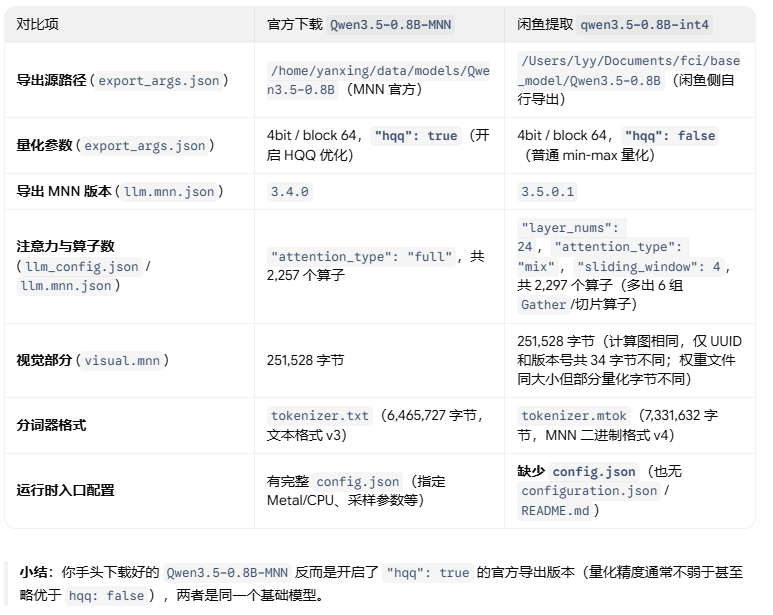 对比项
官方下载 Qwen3.5-0.8B-MNN
闲鱼提取 qwen3.5-0.8B-int4
导出源路径 ( export_args.json )
/home/yanxing/data/models/Qwe
n3.5-0.8B （MNN 官方）
/Users/lyy/Documents/fci/base
_model/Qwen3.5-0.8B （闲鱼侧自
行导出）
量化参数 ( export_args.json )
4bit / block 64， "hqq": true （开
启 HQQ 优化）
4bit / block 64， "hqq": false
（普通 min-max 量化）
导出 MNN 版本 ( llm.mnn.json )
3.4.0
3.5.0.1
注意力与算子数
( llm_config.json /
llm.mnn.json )
"attention_type": "full" ，共
2,257 个算子
"layer_nums":
24 ， "attention_type":
"mix" ， "sliding_window": 4 ，
共 2,297 个算子（多出 6 组
Gather /切片算子）
视觉部分 ( visual.mnn )
251,528 字节
251,528 字节（计算图相同，仅 UUID
和版本号共 34 字节不同；权重文件
同大小但部分量化字节不同）
分词器格式
tokenizer.txt （6,465,727 字节，
文本格式 v3）
tokenizer.mtok （7,331,632 字
节，MNN 二进制格式 v4）
运行时入口配置
有完整 config.json （指定
Metal/CPU、采样参数等）
缺少 config.json （也无
configuration.json /
README.md ）
小结：你手头下载好的 Qwen3.5-0.8B-MNN 反而是开启了 "hqq": true 的官方导出版本（量化精度通常不弱于甚至
略优于 hqq: false ），两者是同一个基础模型。